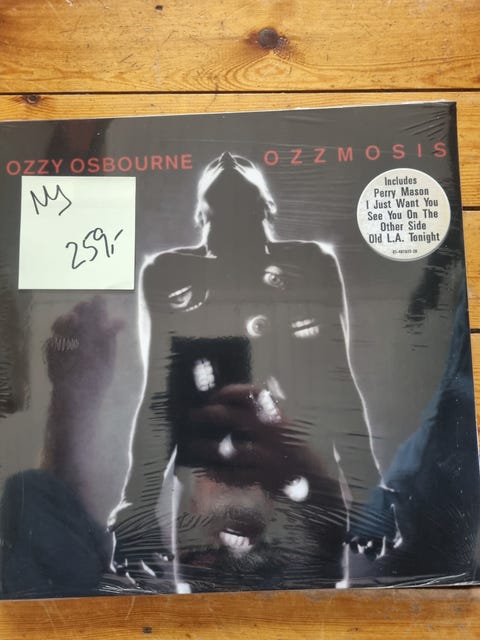 OZZY OSBOURNE
OZZMOSIS
Ny
259,-
Includes
Perry Mason
I Just Want You
See You On The
Other Side
Old L.A. Tonight